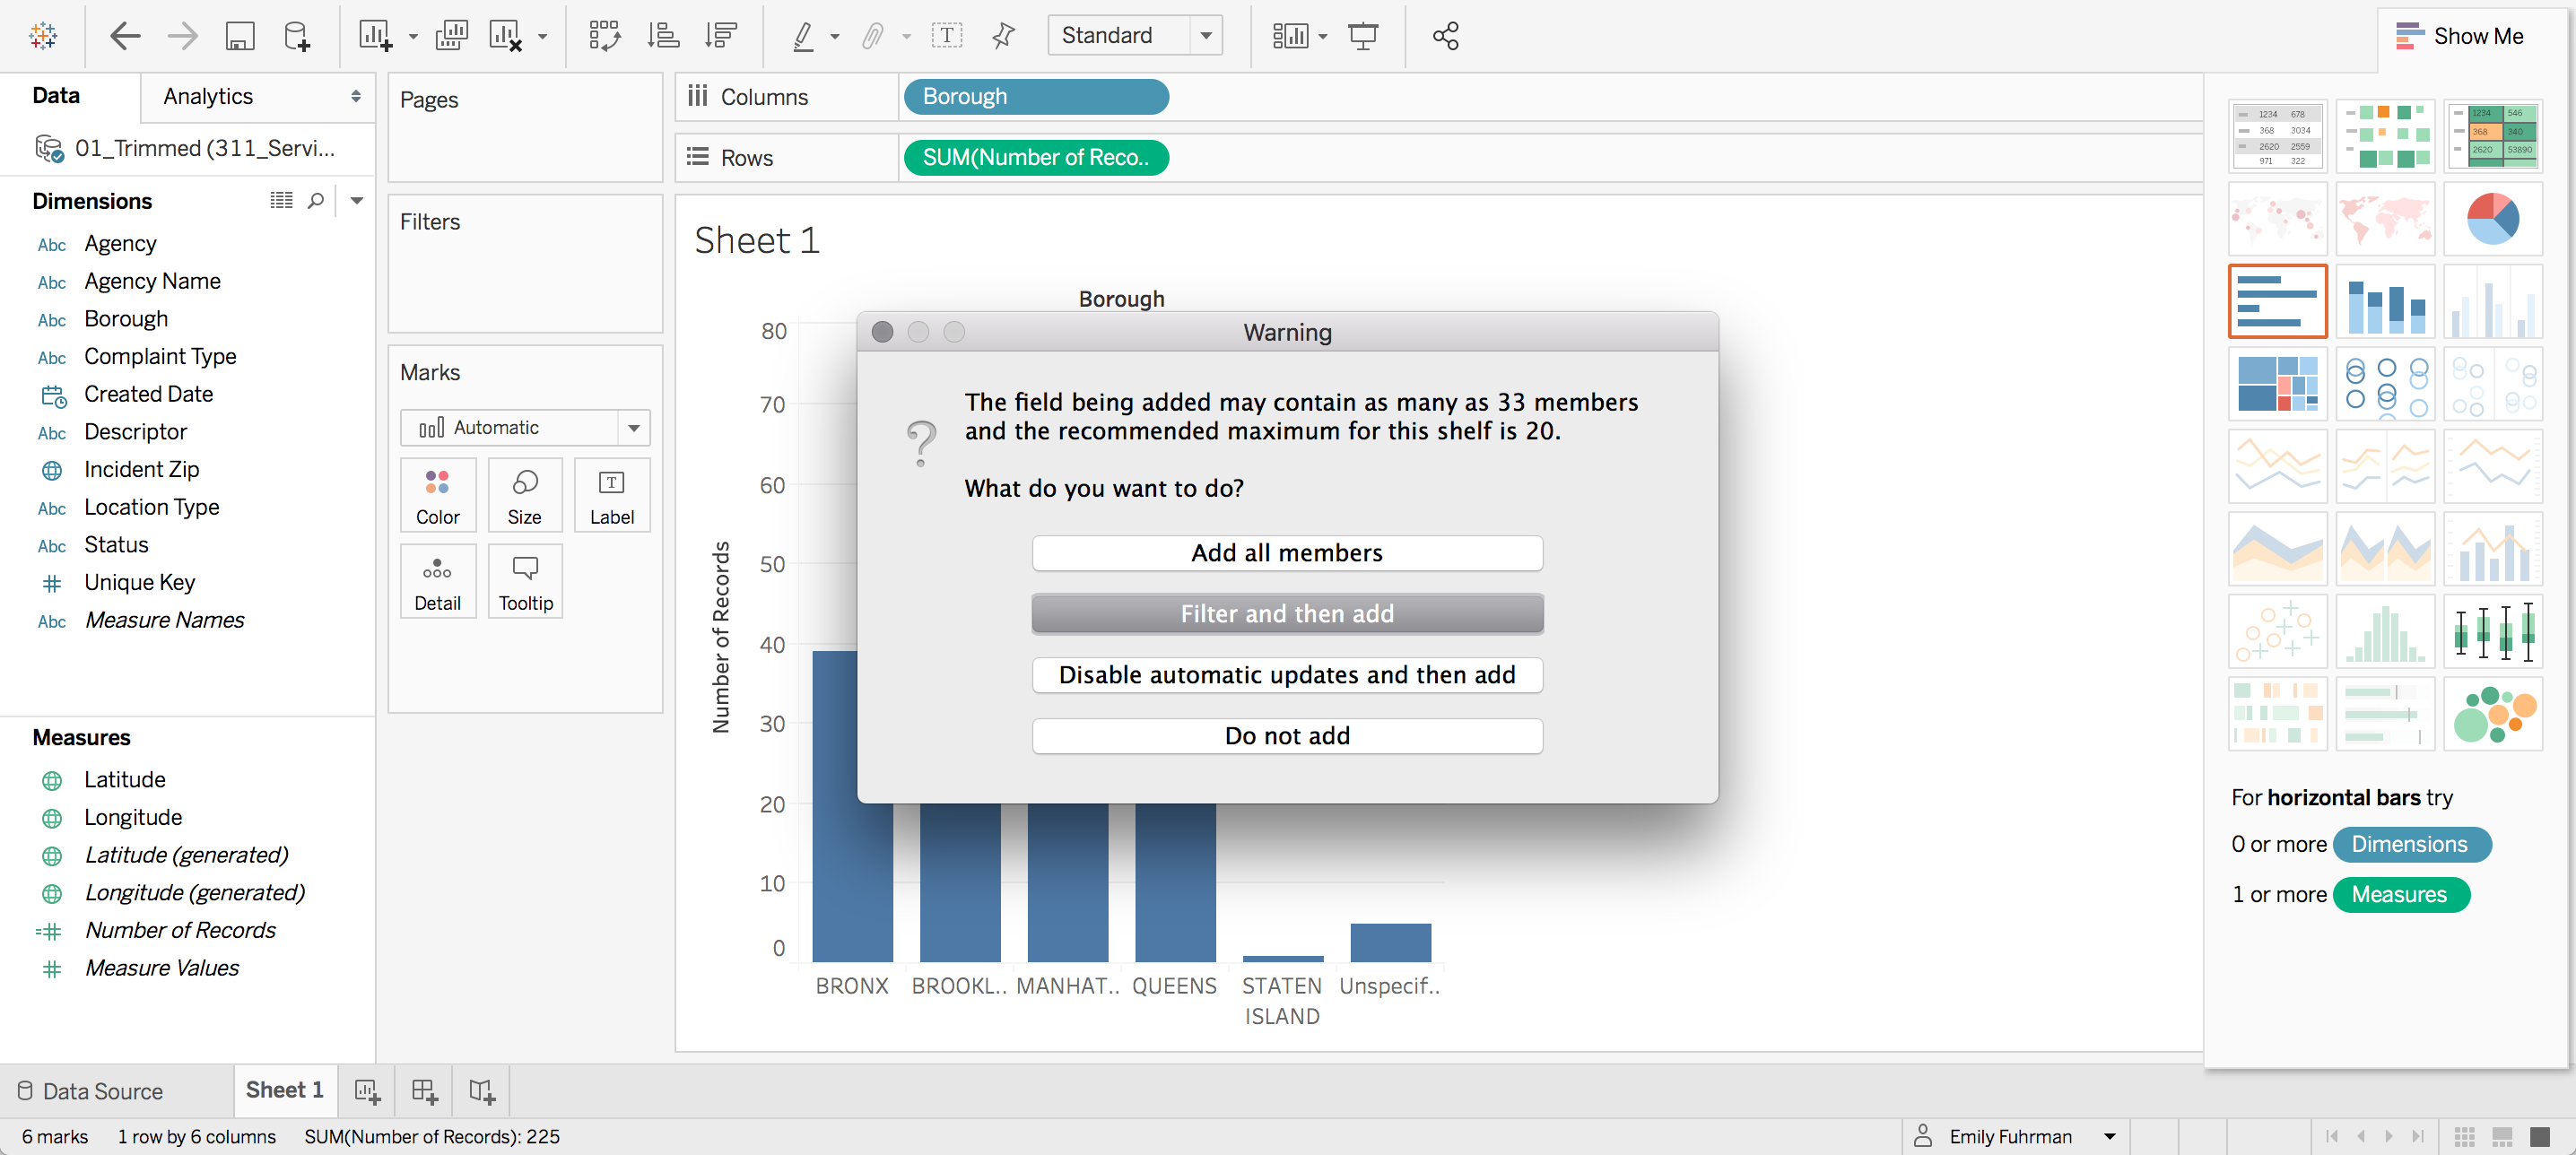 Standard
Show Me
Data
Analytics
01_Trimmed (311_Servi...
Dimensions
Abc Agency
Abc Agency Name
Abc Borough
Abc Complaint Type
Created Date
Abc Descriptor
Incident Zip
Abc Location Type
Abc Status
Unique Key
Abc Measure Names
Measures
Latitude
Longitude
Latitude (generated)
Longitude (generated)
Number of Records
Measure Values
Pages
Filters
Marks
Automatic
Color
Size
Label
Detail
Tooltip
Columns
Borough
Rows
SUM(Number of Reco..
Sheet 1
Borough
80
70
60
50
40
30
20
10
0
Number of Records
BRONX
BROOKL..
MANHAT..
QUEENS
STATEN
ISLAND
Unspecif..
Warning
The field being added may contain as many as 33 members
and the recommended maximum for this shelf is 20.
What do you want to do?
Add all members
Filter and then add
Disable automatic updates and then add
Do not add
1234 678
368 3034
2620 2559
971 322
1234 546
368 340
2620 53890
For horizontal bars try
0 or more Dimensions
1 or more Measures
Data Source
Sheet 1
6 marks
1 row by 6 columns
SUM(Number of Records): 225
Emily Fuhrman